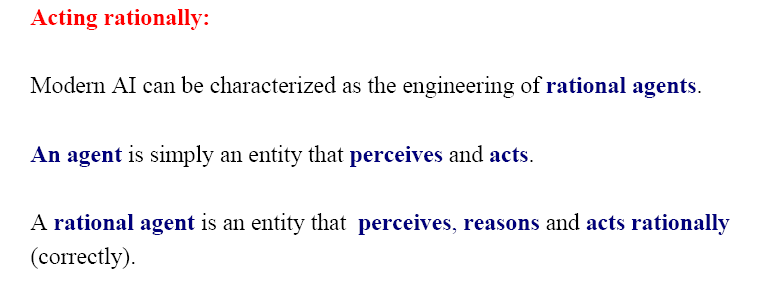 Acting rationally:
Modern AI can be characterized as the engineering of rational agents.
An agent is simply an entity that perceives and acts.
A rational agent is an entity that perceives, reasons and acts rationally
(correctly).